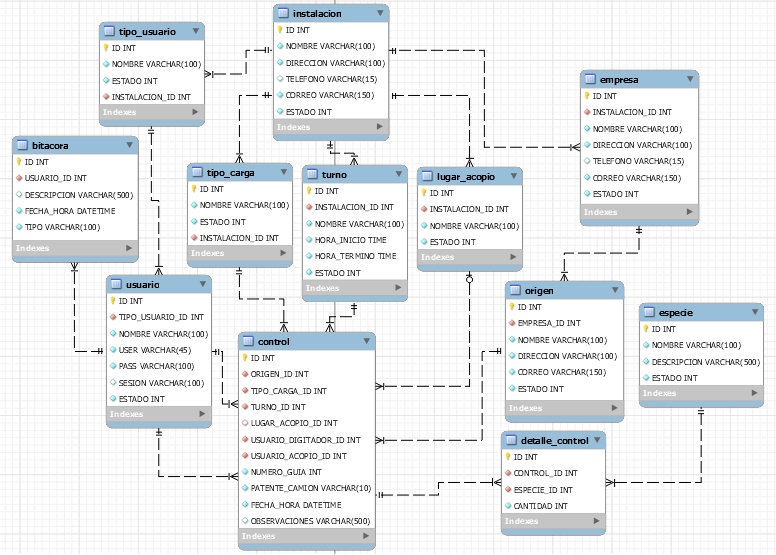 tipo_usuario
ID INT
NOMBRE VARCHAR(100)
ESTADO INT
INSTALACION_ID INT
Indexes
instalacion
ID INT
NOMBRE VARCHAR(100)
DIRECCION VARCHAR(100)
TELEFONO VARCHAR(15)
CORREO VARCHAR(150)
ESTADO INT
Indexes
empresa
ID INT
INSTALACION_ID INT
NOMBRE VARCHAR(100)
DIRECCION VARCHAR(100)
TELEFONO VARCHAR(15)
CORREO VARCHAR(150)
ESTADO INT
Indexes
bitacora
ID INT
USUARIO_ID INT
DESCRIPCION VARCHAR(500)
FECHA_HORA DATETIME
TIPO VARCHAR(100)
Indexes
tipo_carga
ID INT
NOMBRE VARCHAR(100)
ESTADO INT
INSTALACION_ID INT
Indexes
turno
ID INT
INSTALACION_ID INT
NOMBRE VARCHAR(100)
HORA_INICIO TIME
HORA_TERMINO TIME
ESTADO INT
Indexes
lugar_acopio
ID INT
INSTALACION_ID INT
NOMBRE VARCHAR(100)
ESTADO INT
Indexes
usuario
ID INT
TIPO_USUARIO_ID INT
NOMBRE VARCHAR(100)
USER VARCHAR(45)
PASS VARCHAR(100)
SESION VARCHAR(100)
ESTADO INT
Indexes
control
ID INT
ORIGEN_ID INT
TIPO_CARGA_ID INT
TURNO_ID INT
LUGAR_ACOPIO_ID INT
USUARIO_DIGITADOR_ID INT
USUARIO_ACOPIO_ID INT
NUMERO_GUIA INT
PATENTE_CAMION VARCHAR(10)
FECHA_HORA DATETIME
OBSERVACIONES VARCHAR(500)
Indexes
origen
ID INT
EMPRESA_ID INT
NOMBRE VARCHAR(100)
DIRECCION VARCHAR(100)
CORREO VARCHAR(150)
ESTADO INT
Indexes
especie
ID INT
NOMBRE VARCHAR(100)
DESCRIPCION VARCHAR(500)
ESTADO INT
Indexes
detalle_control
ID INT
CONTROL_ID INT
ESPECIE_ID INT
CANTIDAD INT
Indexes